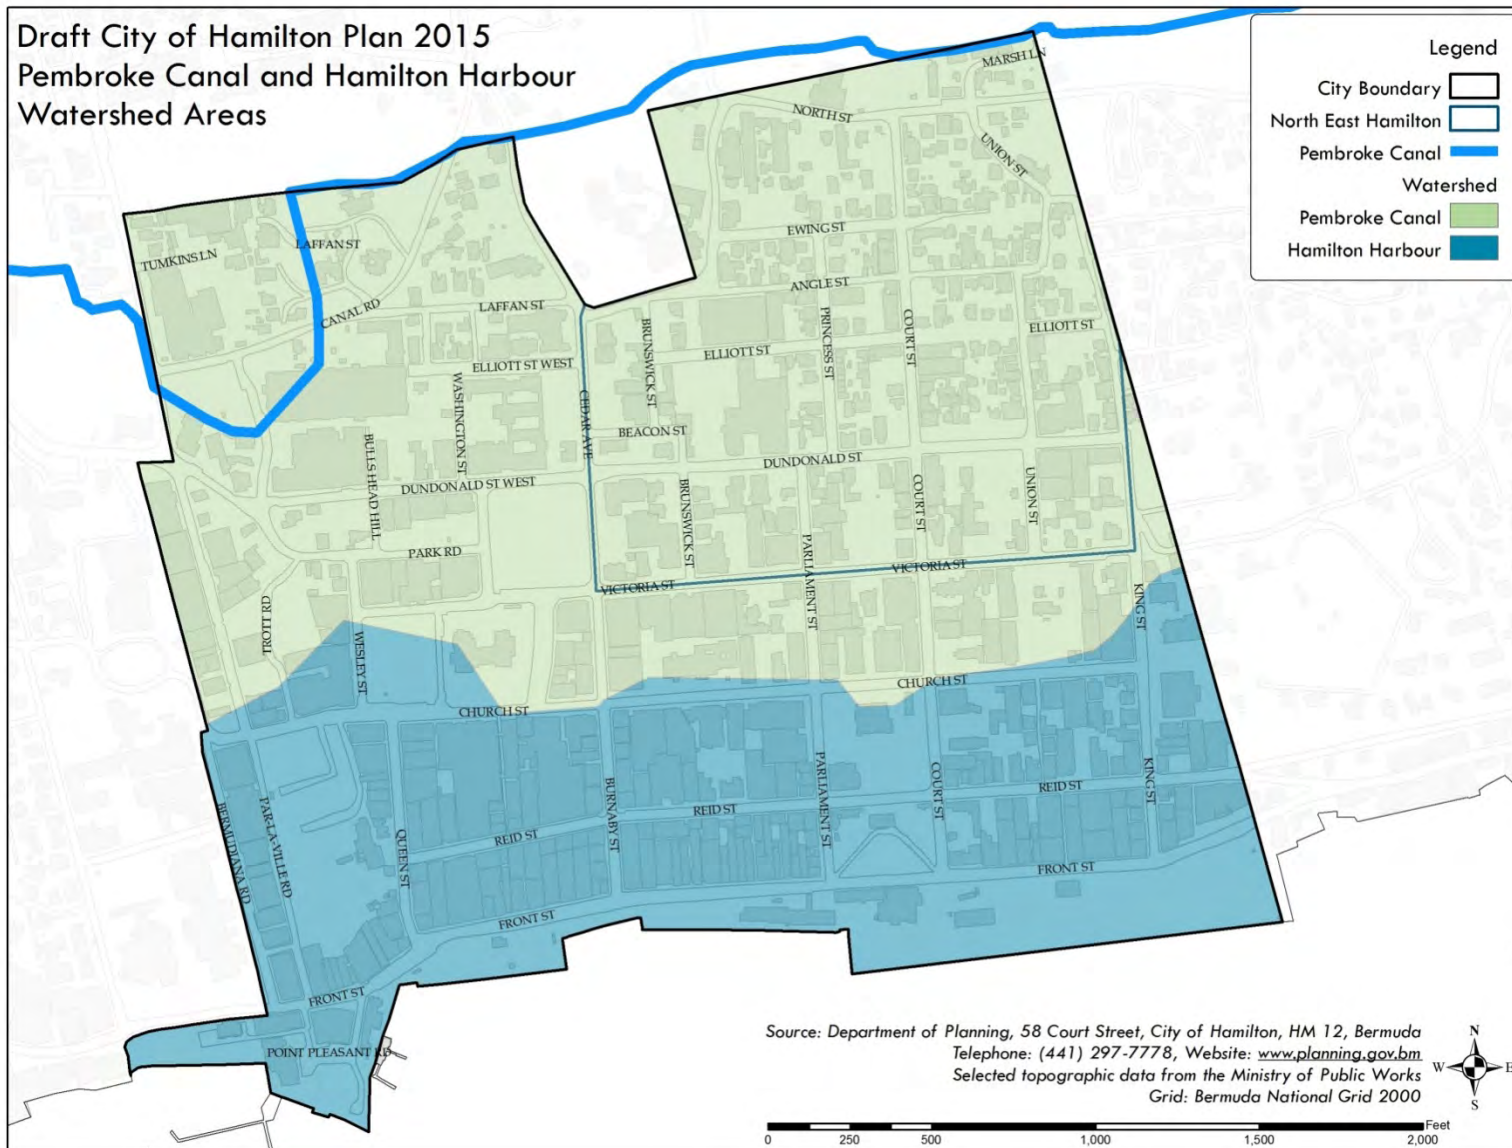 Draft City of Hamilton Plan 2015
Pembroke Canal and Hamilton Harbour
Watershed Areas
Legend
City Boundary
North East Hamilton
Pembroke Canal
Watershed
Pembroke Canal
Hamilton Harbour
MARSH LN
NORTH ST
UNION ST
EWING ST
LAFFAN ST
TUMKINS LN
ANGLE ST
CANAL RD
LAFFAN ST
BRUNSWICK ST
PRINCESS ST
COURT ST
ELLIOTT ST
ELLIOTT ST
ELLIOTT ST WEST
WASHINGTON ST
CEDAR AVE
BEACON ST
BULLS HEAD HILL
DUNDONALD ST
DUNDONALD ST WEST
BRUNSWICK ST
COURT ST
UNION ST
PARK RD
PARLIAMENT ST
VICTORIA ST
VICTORIA ST
KING ST
TROTT RD
WESLEY ST
CHURCH ST
CHURCH ST
BERMUDIANA RD
PAR-LA-VILLE RD
QUEEN ST
BURNABY ST
PARLIAMENT ST
COURT ST
KING ST
REID ST
REID ST
REID ST
FRONT ST
FRONT ST
FRONT ST
POINT PLEASANT RD
Source: Department of Planning, 58 Court Street, City of Hamilton, HM 12, Bermuda
Telephone: (441) 297-7778, Website: www.planning.gov.bm
Selected topographic data from the Ministry of Public Works
Grid: Bermuda National Grid 2000
N
W E
S
Feet
0 250 500 1,000 1,500 2,000